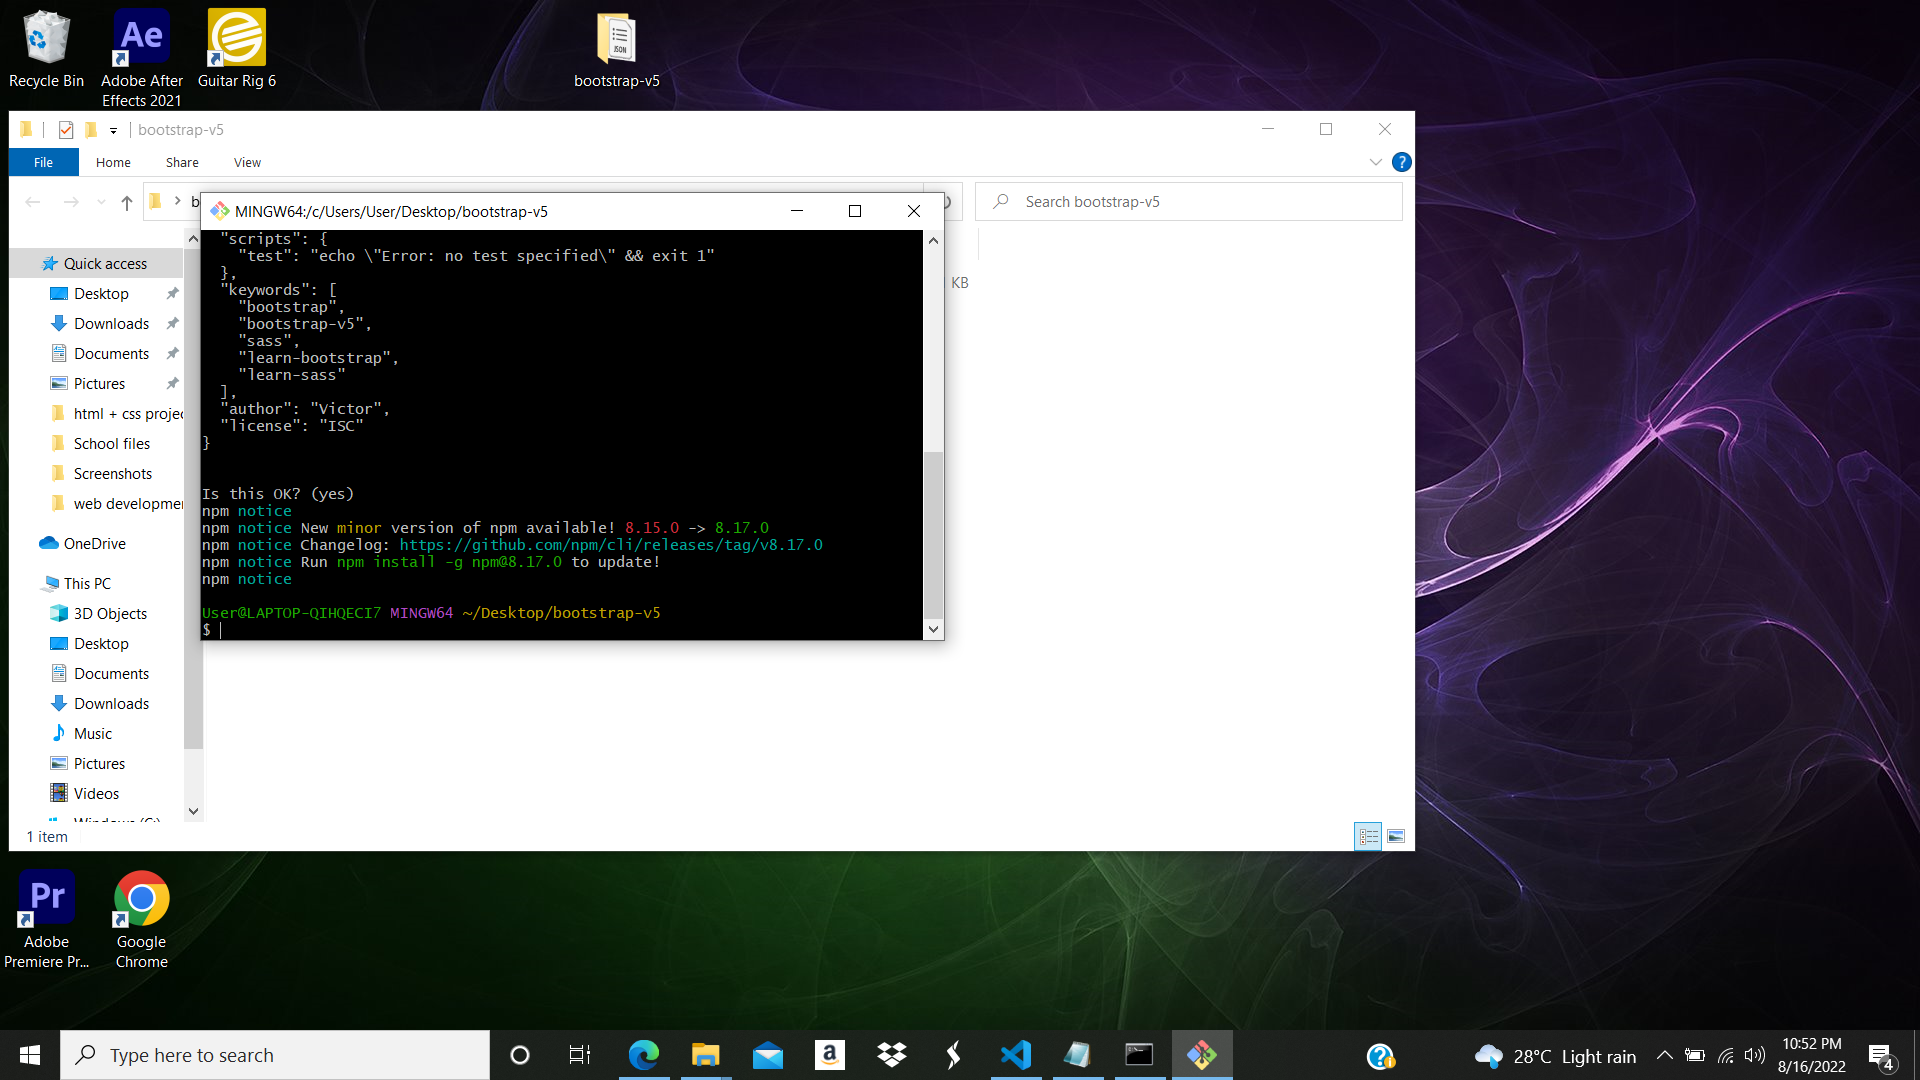 Recycle Bin
Adobe After
Effects 2021
Guitar Rig 6
JSON
bootstrap-v5
bootstrap-v5
File
Home
Share
View
Search bootstrap-v5
MINGW64:/c/Users/User/Desktop/bootstrap-v5
"scripts": {
"test": "echo \"Error: no test specified\" && exit 1"
},
"keywords": [
"bootstrap",
"bootstrap-v5",
"sass",
"learn-bootstrap",
"learn-sass"
],
"author": "Victor",
"license": "ISC"
}
Is this OK? (yes)
npm notice
npm notice New minor version of npm available! 8.15.0 -> 8.17.0
npm notice Changelog: https://github.com/npm/cli/releases/tag/v8.17.0
npm notice Run npm install -g npm@8.17.0 to update!
npm notice
User@LAPTOP-QIHQECI7 MINGW64 ~/Desktop/bootstrap-v5
$
KB
Quick access
Desktop
Downloads
Documents
Pictures
html + css projec
School files
Screenshots
web developmen
OneDrive
This PC
3D Objects
Desktop
Documents
Downloads
Music
Pictures
Videos
1 item
Ae
Pr
Adobe
Premiere Pr...
Google
Chrome
Type here to search
a
28°C Light rain
10:52 PM
8/16/2022
4